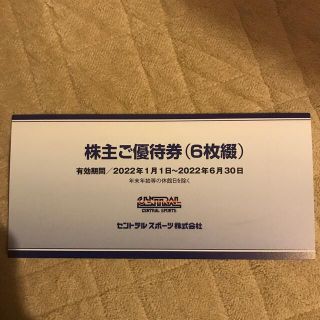 株主ご優待券(6枚綴)
有効期間/2022年1月1日~2022年6月30日
年末年始等の休館日を除く
CENTRAL
CENTRAL SPORTS
セントラルスポーツ株式会社